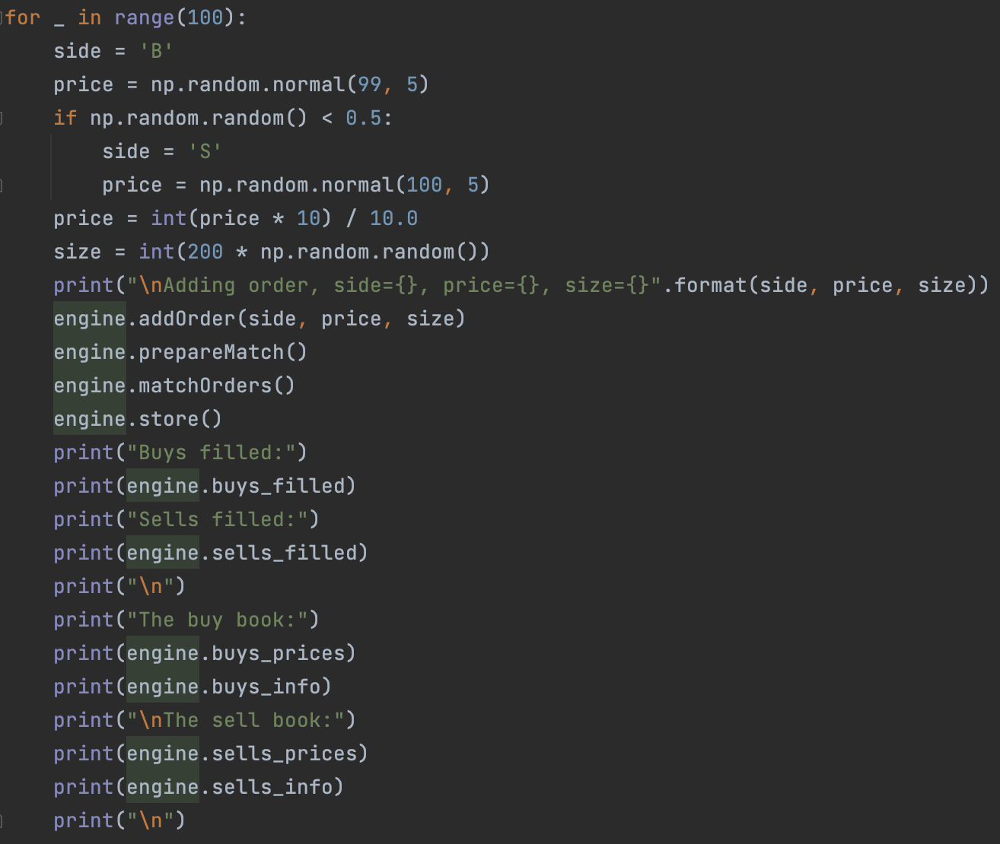 for _ in range(100):
    side = 'B'
    price = np.random.normal(99, 5)
    if np.random.random() < 0.5:
        side = 'S'
        price = np.random.normal(100, 5)
    price = int(price * 10) / 10.0
    size = int(200 * np.random.random())
    print("\nAdding order, side={}, price={}, size={}".format(side, price, size))
    engine.addOrder(side, price, size)
    engine.prepareMatch()
    engine.matchOrders()
    engine.store()
    print("Buys filled:")
    print(engine.buys_filled)
    print("Sells filled:")
    print(engine.sells_filled)
    print("\n")
    print("The buy book:")
    print(engine.buys_prices)
    print(engine.buys_info)
    print("\nThe sell book:")
    print(engine.sells_prices)
    print(engine.sells_info)
    print("\n")